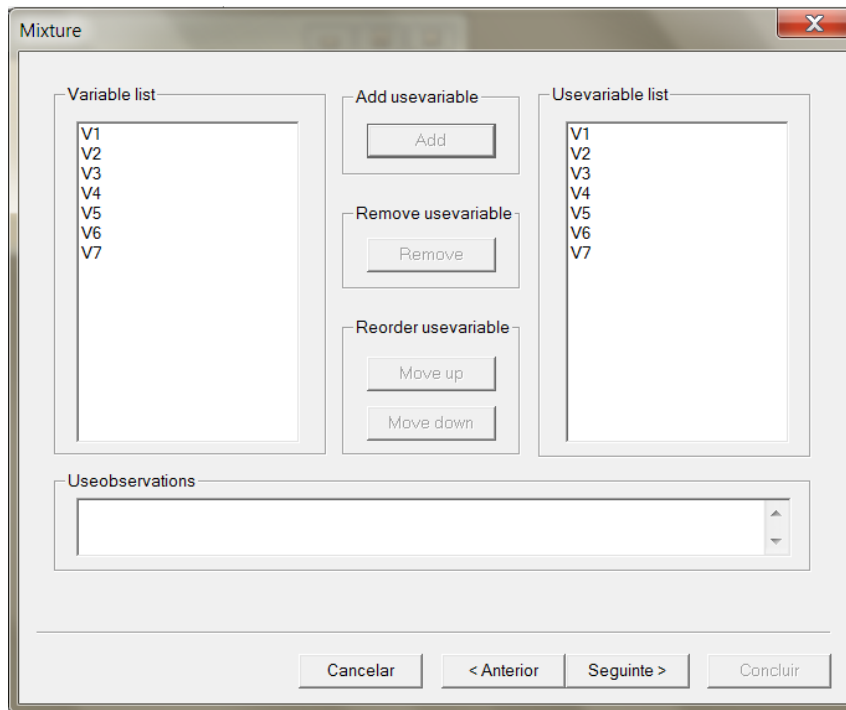 Mixture
Variable list
V1
V2
V3
V4
V5
V6
V7
Add usevariable
Add
Remove usevariable
Remove
Reorder usevariable
Move up
Move down
Usevariable list
V1
V2
V3
V4
V5
V6
V7
Useobservations
Cancelar
< Anterior
Seguinte >
Concluir